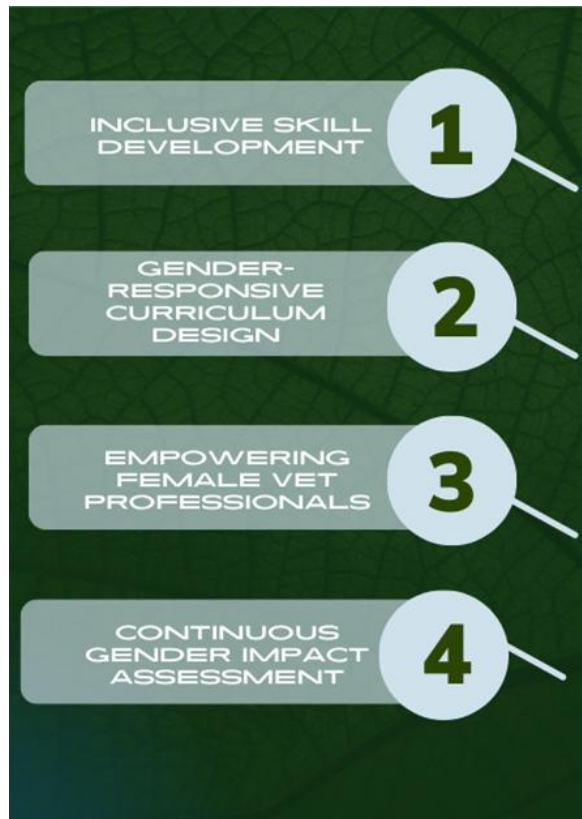 INCLUSIVE SKILL
DEVELOPMENT
1
GENDER-
RESPONSIVE
CURRICULUM
DESIGN
2
EMPOWERING
FEMALE VET
PROFESSIONALS
3
CONTINUOUS
GENDER IMPACT
ASSESSMENT
4